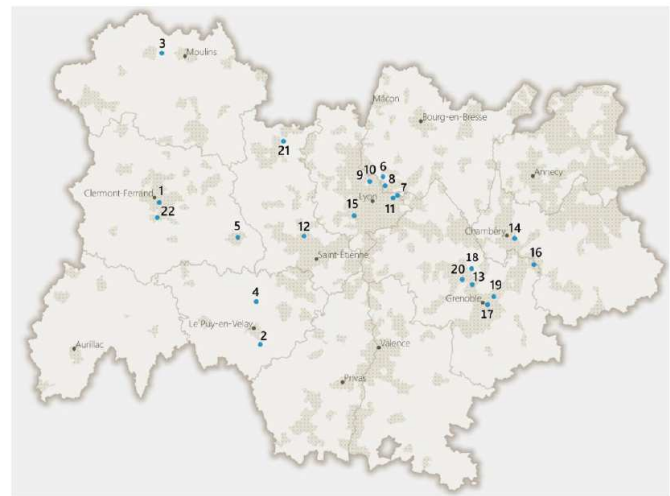 3
Moulins
Mâcon
Bourg-en-Bresse
21
10
6
9
8
7
Annecy
1
Clermont-Ferrand
Lyon
11
22
15
5
12
Chambéry
14
Saint-Étienne
18
16
20
13
4
19
Grenoble
17
Le Puy-en-Velay
2
Aurillac
Valence
Privas